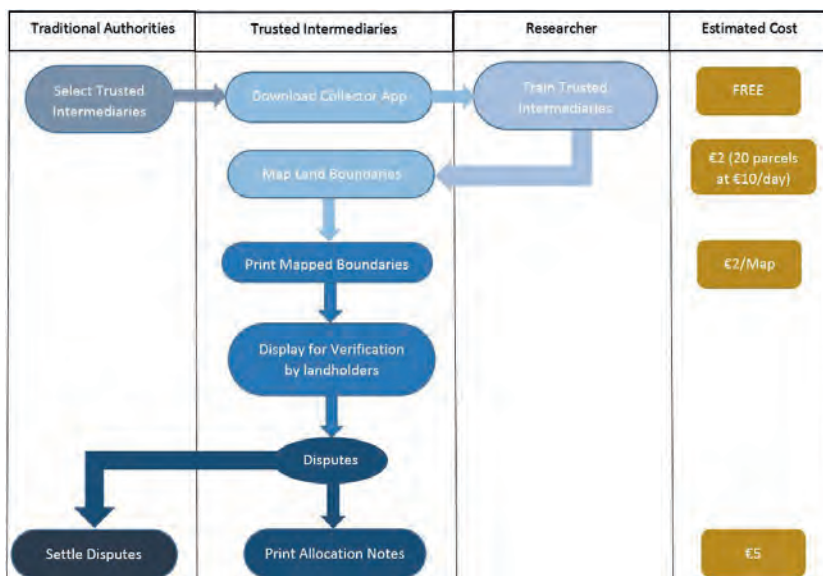 Traditional Authorities
Trusted Intermediaries
Researcher
Estimated Cost
Select Trusted
Intermediaries
Download Collector App
Train Trusted
Intermediaries
FREE
Map Land Boundaries
€2 (20 parcels
at €10/day)
Print Mapped Boundaries
€2/Map
Display for Verification
by landholders
Disputes
Settle Disputes
Print Allocation Notes
€5